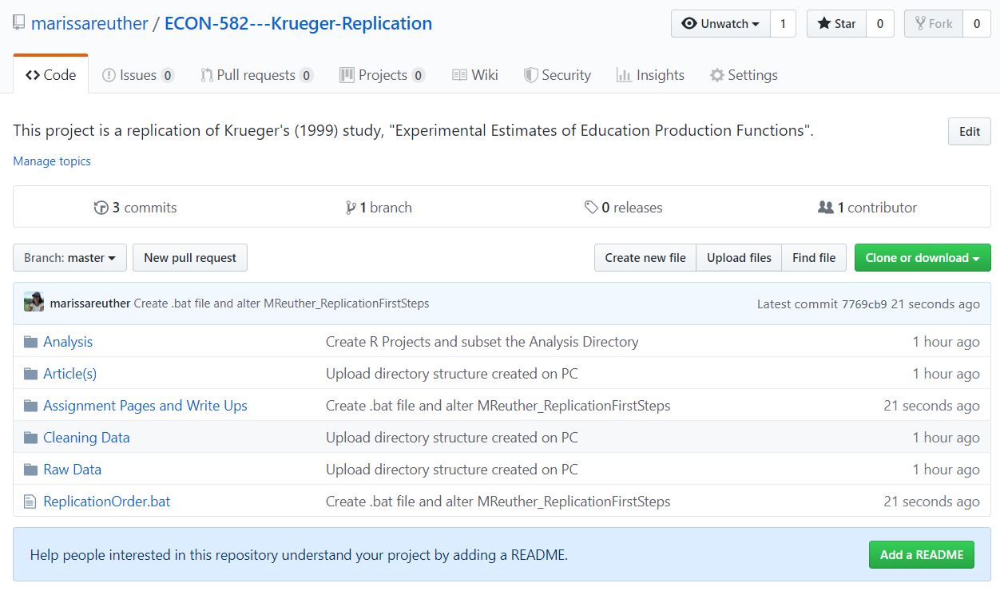 marissareuther / ECON-582---Krueger-Replication Unwatch 1 Star 0 Fork 0
Code Issues 0 Pull requests 0 Projects 0 Wiki Security Insights Settings
This project is a replication of Krueger's (1999) study, "Experimental Estimates of Education Production Functions". Edit
Manage topics
3 commits 1 branch 0 releases 1 contributor
Branch: master New pull request Create new file Upload files Find file Clone or download
marissareuther Create .bat file and alter MReuther_ReplicationFirstSteps Latest commit 7769cb9 21 seconds ago
Analysis Create R Projects and subset the Analysis Directory 1 hour ago
Article(s) Upload directory structure created on PC 1 hour ago
Assignment Pages and Write Ups Create .bat file and alter MReuther_ReplicationFirstSteps 21 seconds ago
Cleaning Data Upload directory structure created on PC 1 hour ago
Raw Data Upload directory structure created on PC 1 hour ago
ReplicationOrder.bat Create .bat file and alter MReuther_ReplicationFirstSteps 21 seconds ago
Help people interested in this repository understand your project by adding a README. Add a README